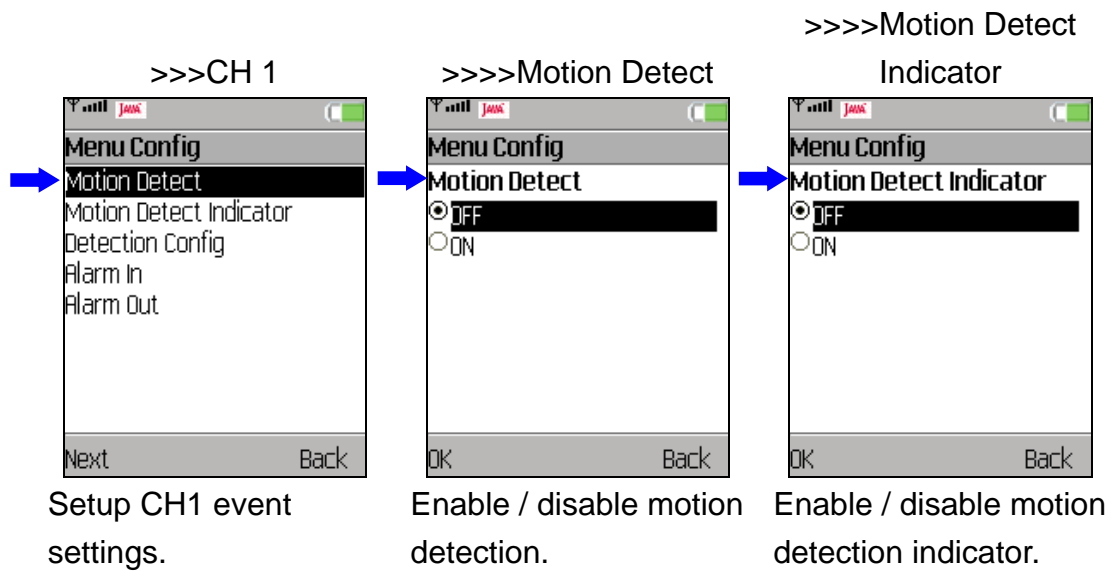 >>>CH 1
JAVA
Menu Config
Motion Detect
Motion Detect Indicator
Detection Config
Alarm In
Alarm Out
Next Back
Setup CH1 event
settings.
>>>>Motion Detect
JAVA
Menu Config
Motion Detect
OFF
ON
OK Back
Enable / disable motion
detection.
>>>>Motion Detect
Indicator
JAVA
Menu Config
Motion Detect Indicator
OFF
ON
OK Back
Enable / disable motion
detection indicator.